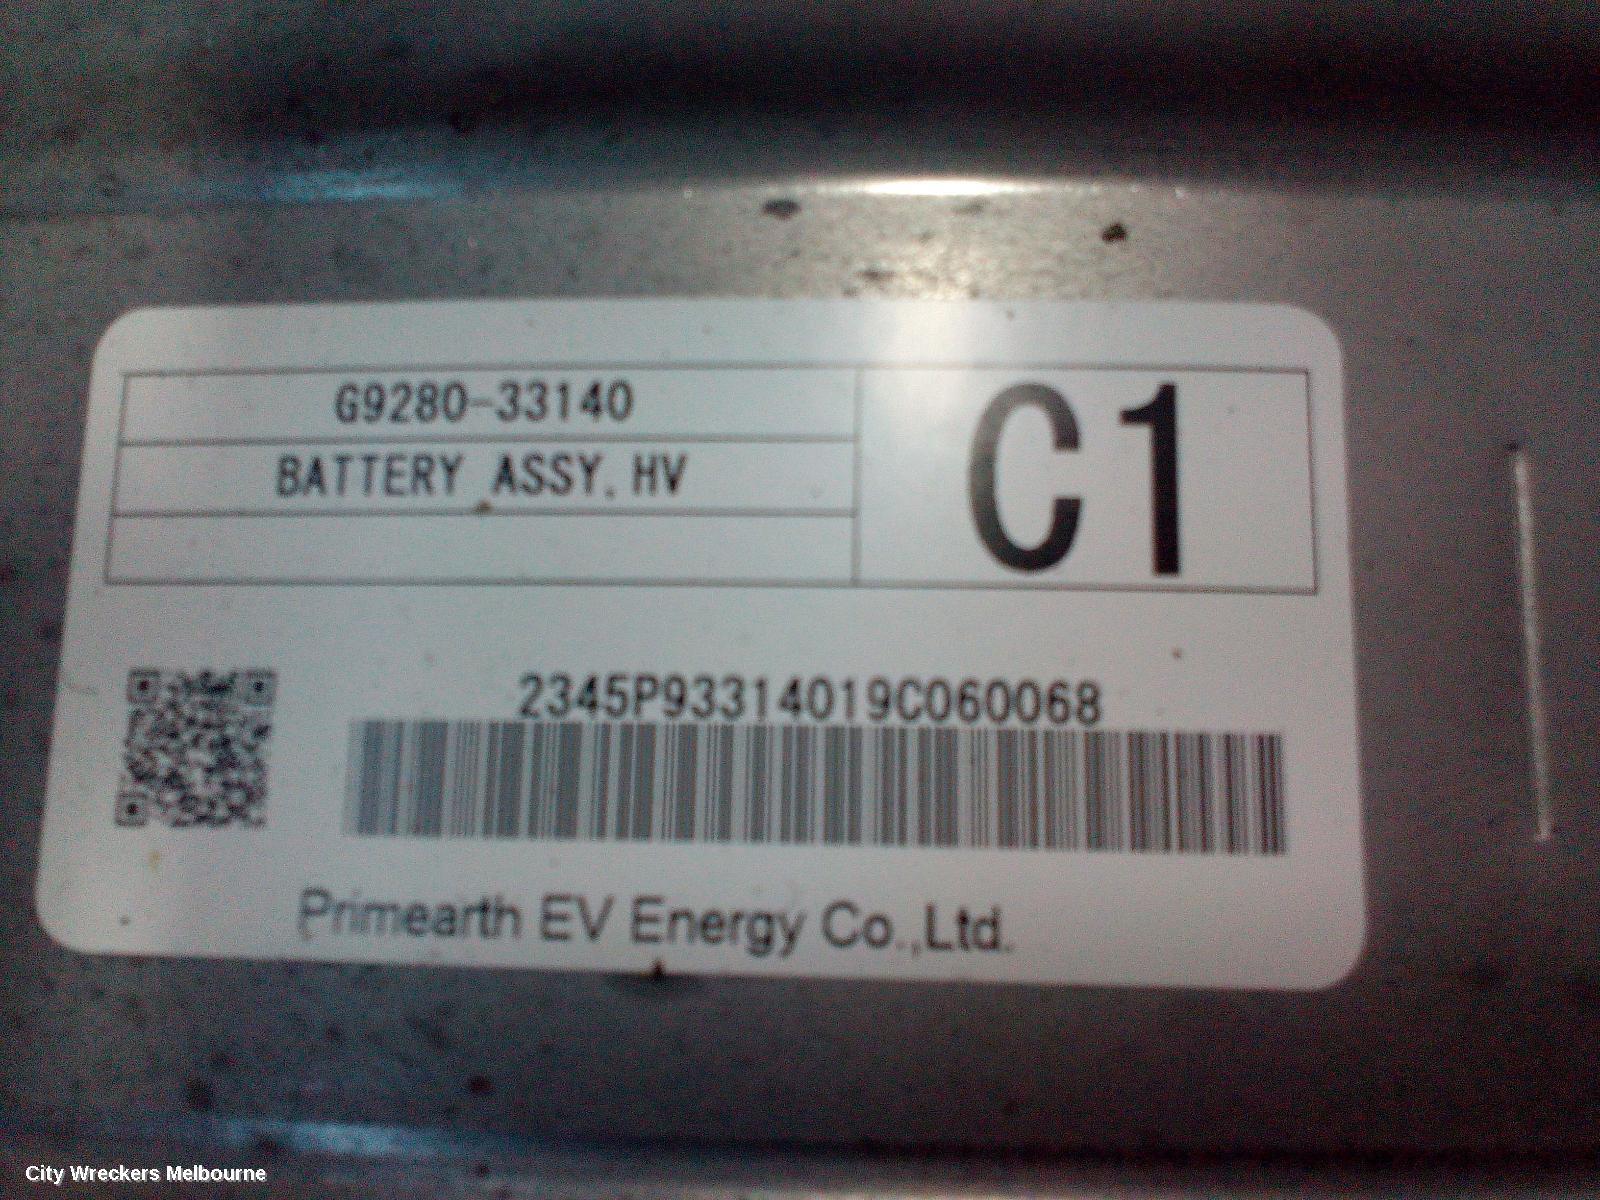 G9280-33140
BATTERY ASSY, HV
C1
2345P93314019C060068
Primearth EV Energy Co.,Ltd.
City Wreckers Melbourne